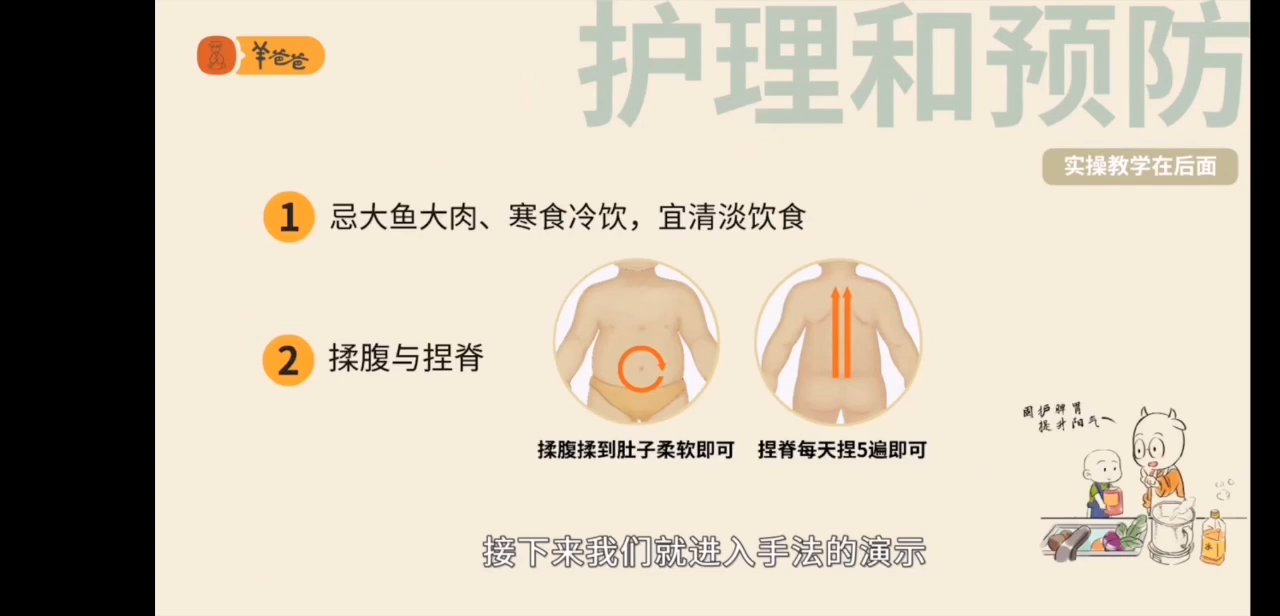 羊爸爸
护理和预防
实操教学在后面
1 忌大鱼大肉、寒食冷饮，宜清淡饮食
2 揉腹与捏脊
揉腹揉到肚子柔软即可
捏脊每天捏5遍即可
固护脾胃
提升阳气
接下来我们就进入手法的演示